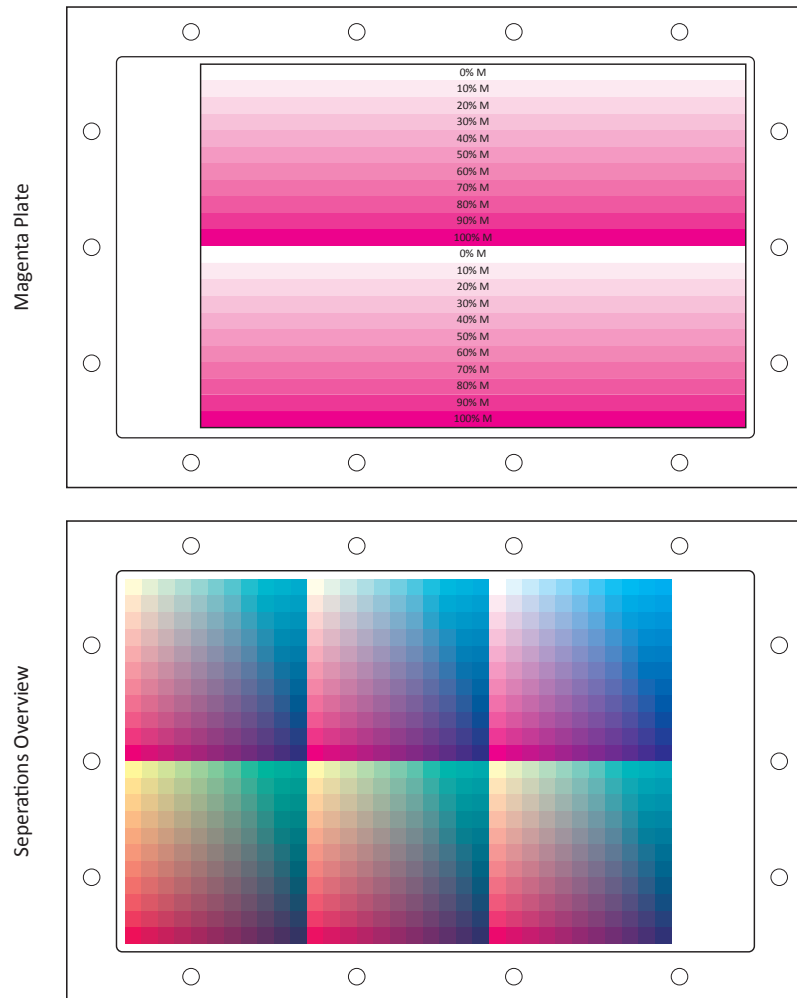 Magenta Plate
0% M
10% M
20% M
30% M
40% M
50% M
60% M
70% M
80% M
90% M
100% M
0% M
10% M
20% M
30% M
40% M
50% M
60% M
70% M
80% M
90% M
100% M
Seperations Overview